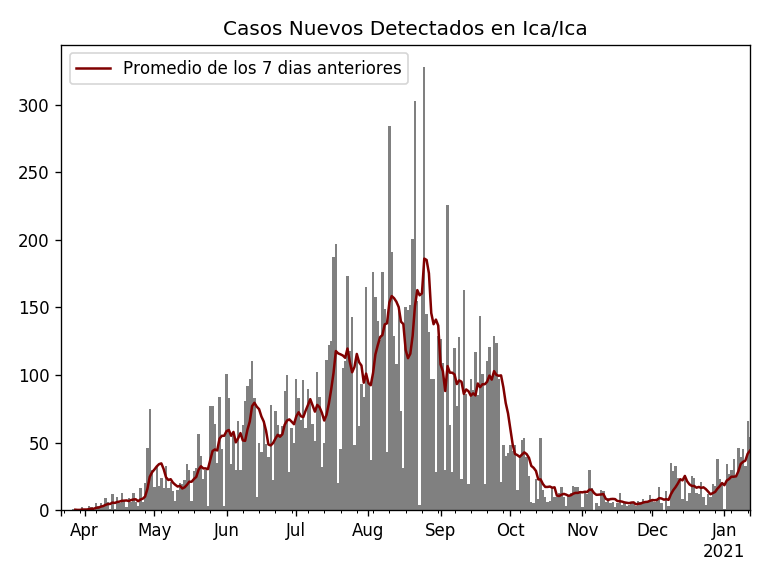 Casos Nuevos Detectados en Ica/Ica
Promedio de los 7 dias anteriores
300
250
200
150
100
50
0
Apr May Jun Jul Aug Sep Oct Nov Dec Jan
2021